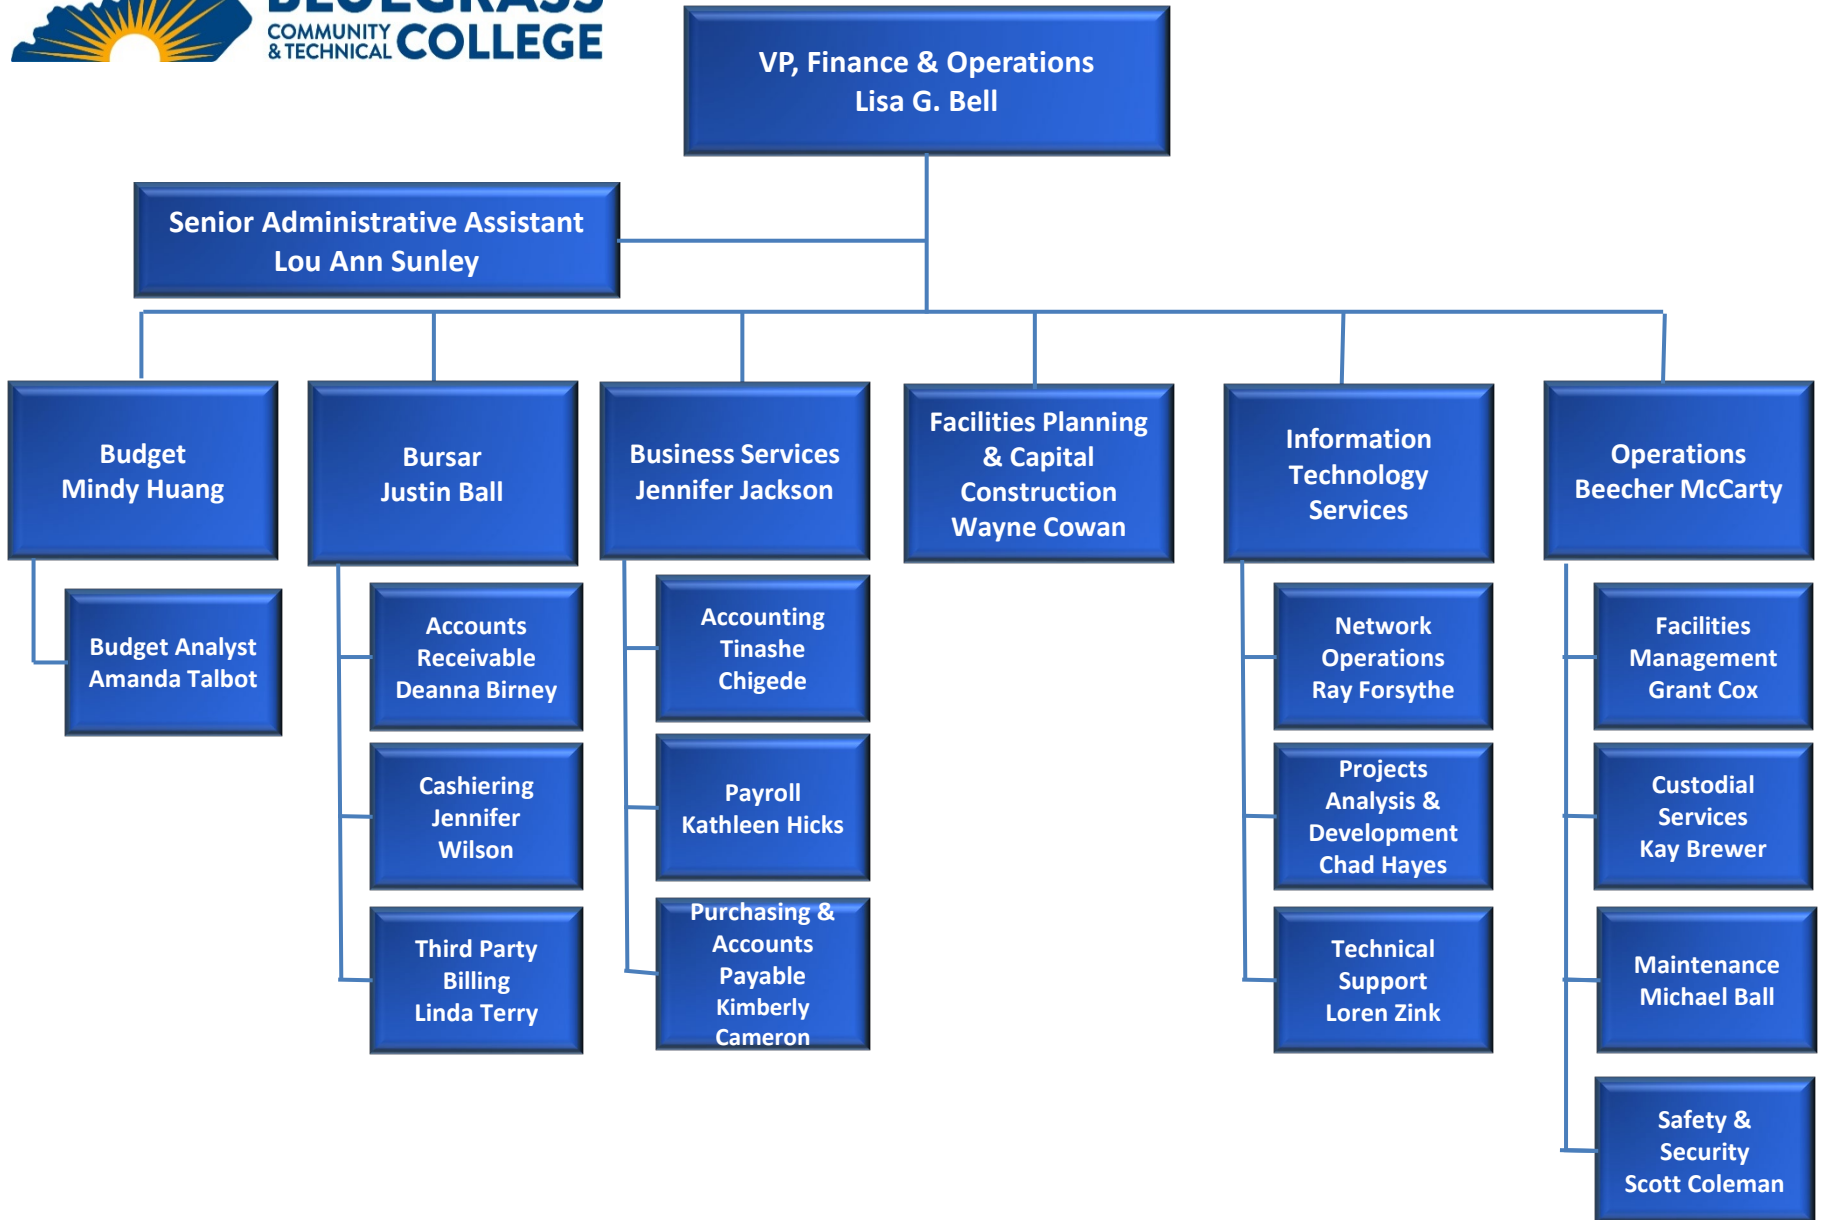 BLUEGRASS
COMMUNITY
& TECHNICAL COLLEGE
VP, Finance & Operations
Lisa G. Bell
Senior Administrative Assistant
Lou Ann Sunley
Budget
Mindy Huang
Budget Analyst
Amanda Talbot
Bursar
Justin Ball
Accounts
Receivable
Deanna Birney
Cashiering
Jennifer
Wilson
Third Party
Billing
Linda Terry
Business Services
Jennifer Jackson
Accounting
Tinashe
Chigede
Payroll
Kathleen Hicks
Purchasing &
Accounts
Payable
Kimberly
Cameron
Facilities Planning
& Capital
Construction
Wayne Cowan
Information
Technology
Services
Network
Operations
Ray Forsythe
Projects
Analysis &
Development
Chad Hayes
Technical
Support
Loren Zink
Operations
Beecher McCarty
Facilities
Management
Grant Cox
Custodial
Services
Kay Brewer
Maintenance
Michael Ball
Safety &
Security
Scott Coleman